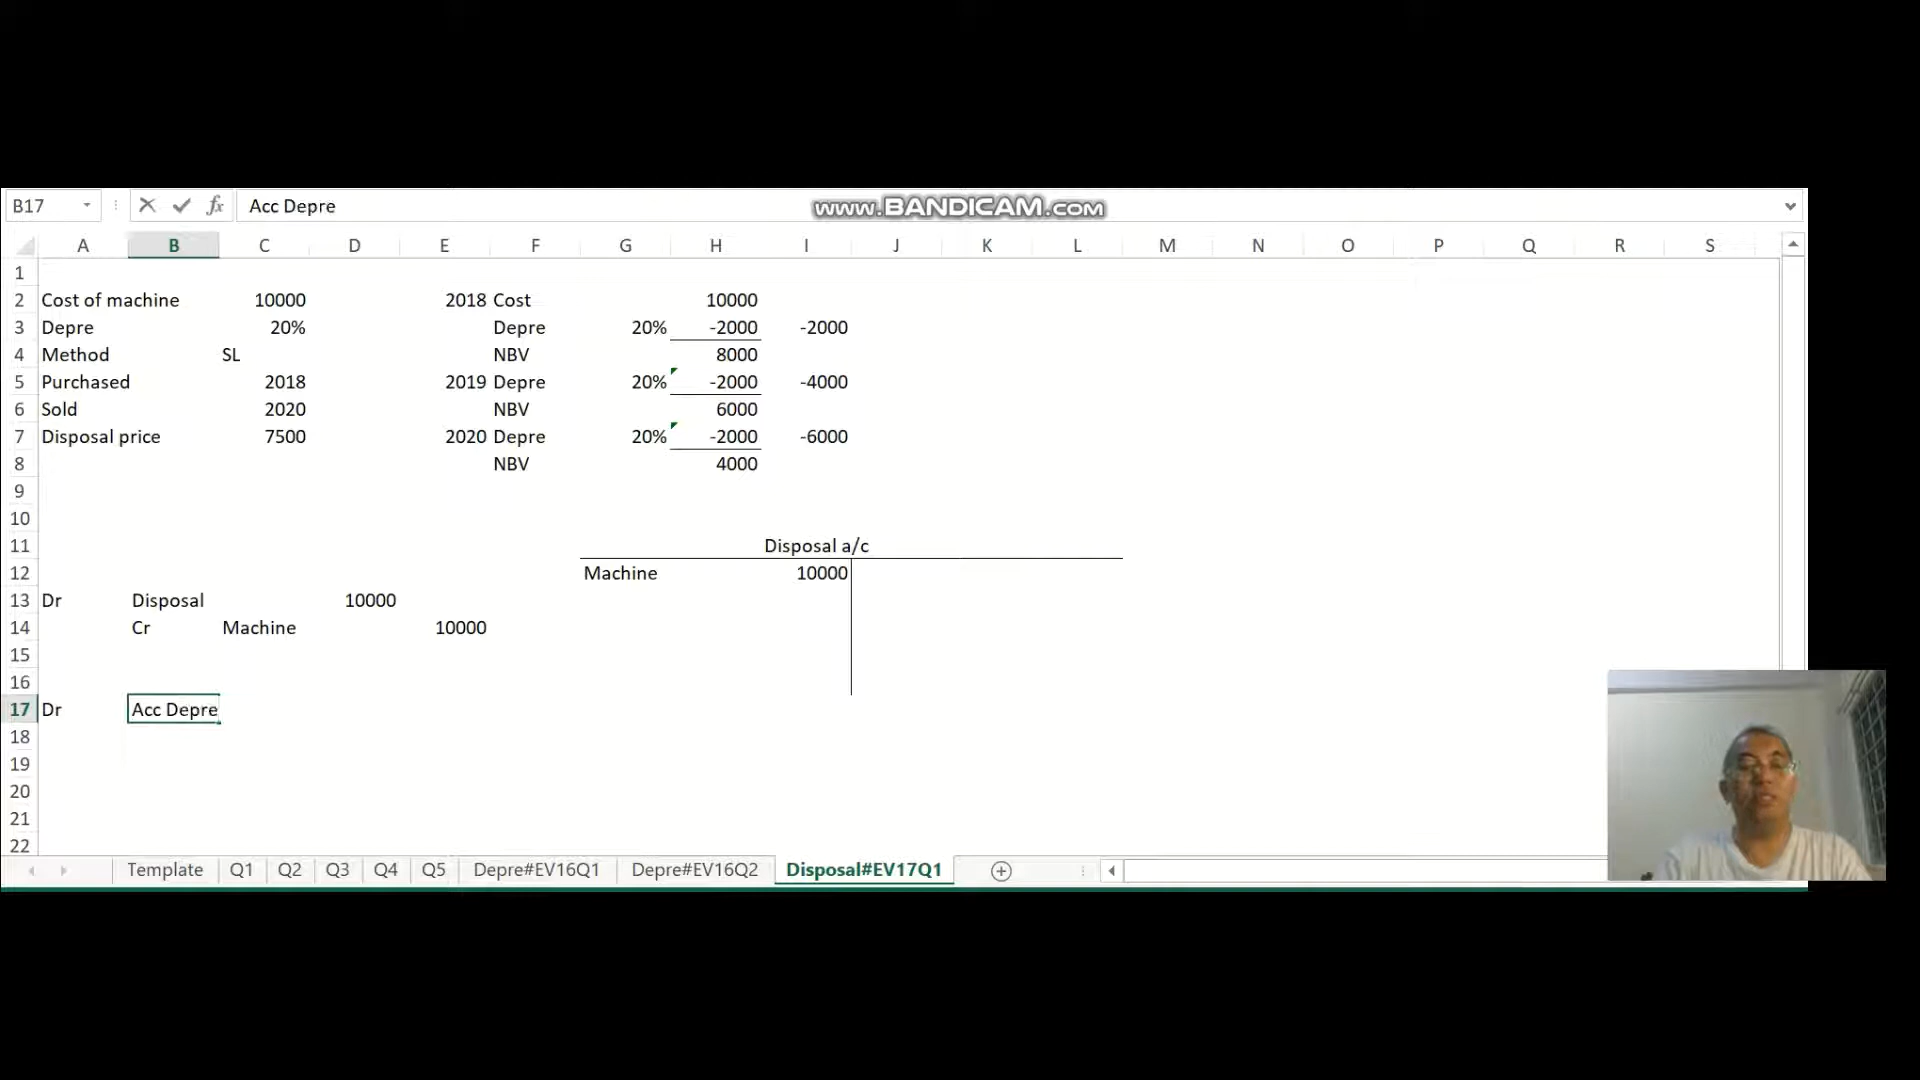 B17 Acc Depre www.BANDICAM.com
A B C D E F G H I J K L M N O P Q R S
1
2 Cost of machine 10000 2018 Cost 10000
3 Depre 20% Depre 20% -2000 -2000
4 Method SL NBV 8000
5 Purchased 2018 2019 Depre 20% -2000 -4000
6 Sold 2020 NBV 6000
7 Disposal price 7500 2020 Depre 20% -2000 -6000
8 NBV 4000
9
10
11 Disposal a/c
12 Machine 10000
13 Dr Disposal 10000
14 Cr Machine 10000
15
16
17 Dr Acc Depre
18
19
20
21
22
Template Q1 Q2 Q3 Q4 Q5 Depre#EV16Q1 Depre#EV16Q2 Disposal#EV17Q1